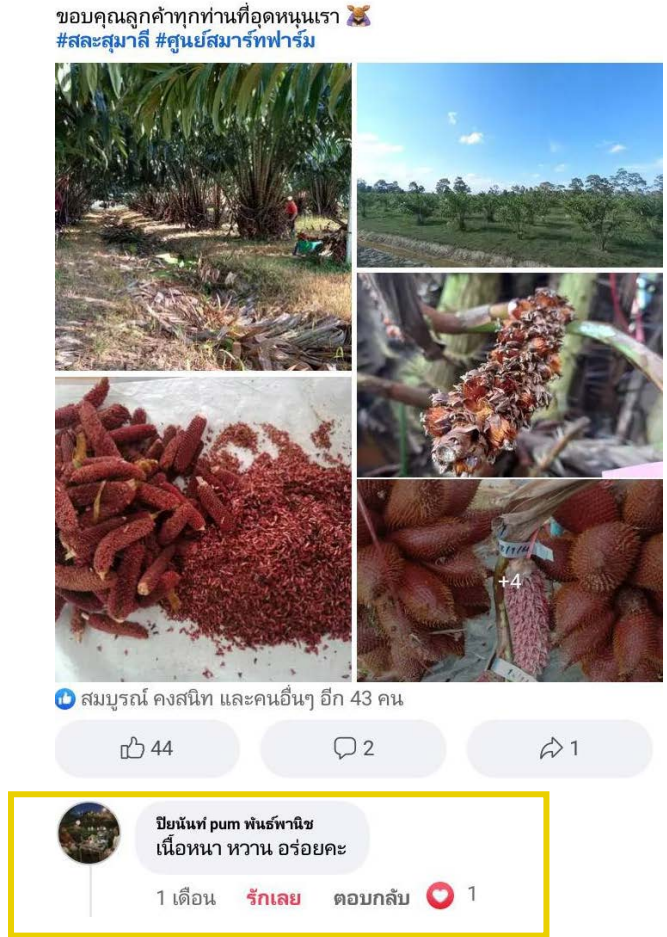 ขอบคุณลูกค้าทุกท่านที่อุดหนุนเรา
#สละสุมาลี #ศูนย์สมาร์ทฟาร์ม
+4
สมบูรณ์ คงสนิท และคนอื่นๆ อีก 43 คน
44
2
1
ปิยนันท์ pum พันธ์พานิช
เนื้อหนา หวาน อร่อยคะ
1 เดือน รักเลย ตอบกลับ 1